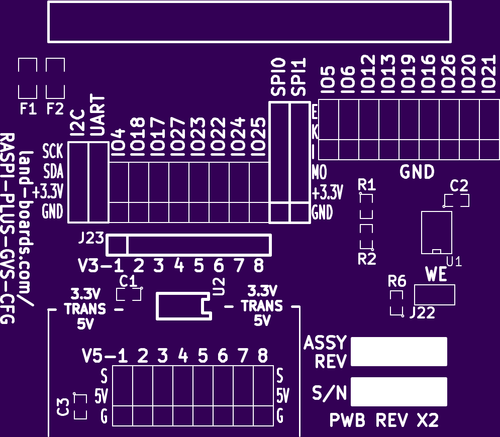 F1 F2
I2C
UART
IO4
IO18
IO17
IO27
IO23
IO22
IO24
IO25
SPI0
SPI1
IO5
IO6
IO12
IO13
IO19
IO16
IO26
IO20
IO21
SCK
SDA
+3.3V
GND
E
K
I
MO
+3.3V
GND
GND
RASPI-PLUS-GVS-CFG
land-boards.com/
R1
R2
C2
U1
J23
V3-1 2 3 4 5 6 7 8
WE
R6
J22
C1
U2
3.3V
TRANS
5V
3.3V
TRANS
5V
V5-1 2 3 4 5 6 7 8
S
5V
G
S
5V
G
C3
ASSY
REV
S/N
PWB REV X2